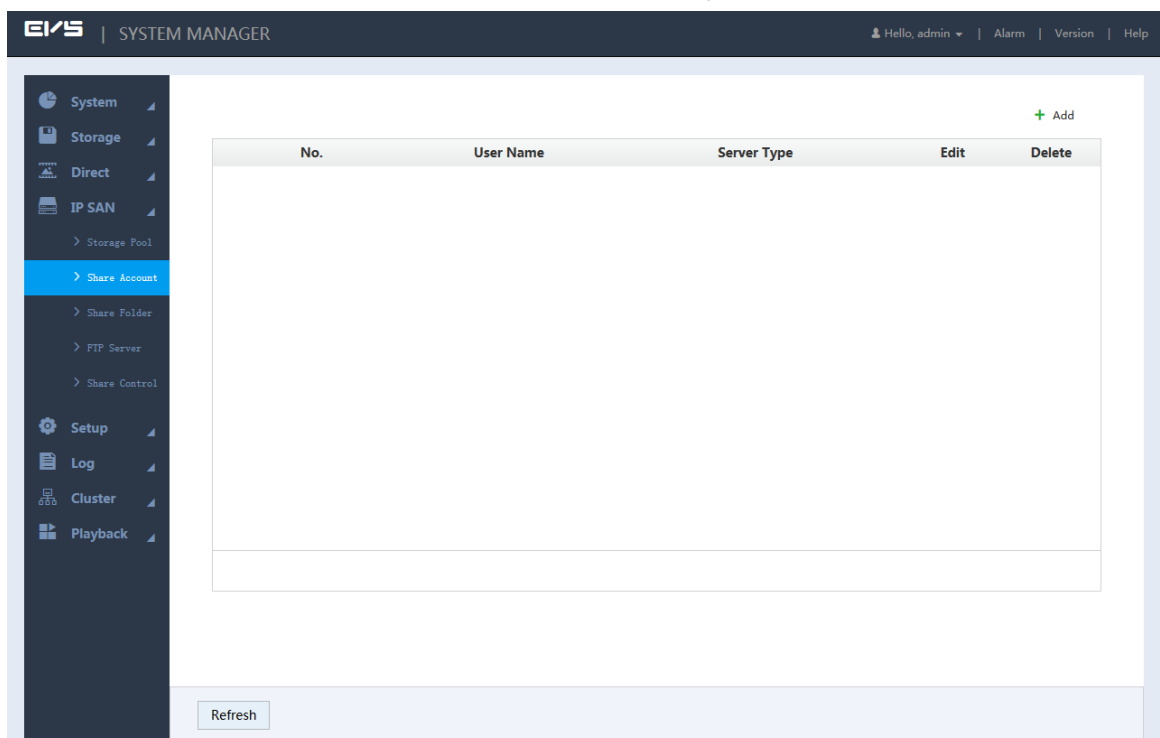 EVS | SYSTEM MANAGER
Hello, admin | Alarm | Version | Help
System
Storage
Direct
IP SAN
> Storage Pool
> Share Account
> Share Folder
> FTP Server
> Share Control
Setup
Log
Cluster
Playback
+ Add
No. User Name Server Type Edit Delete
Refresh